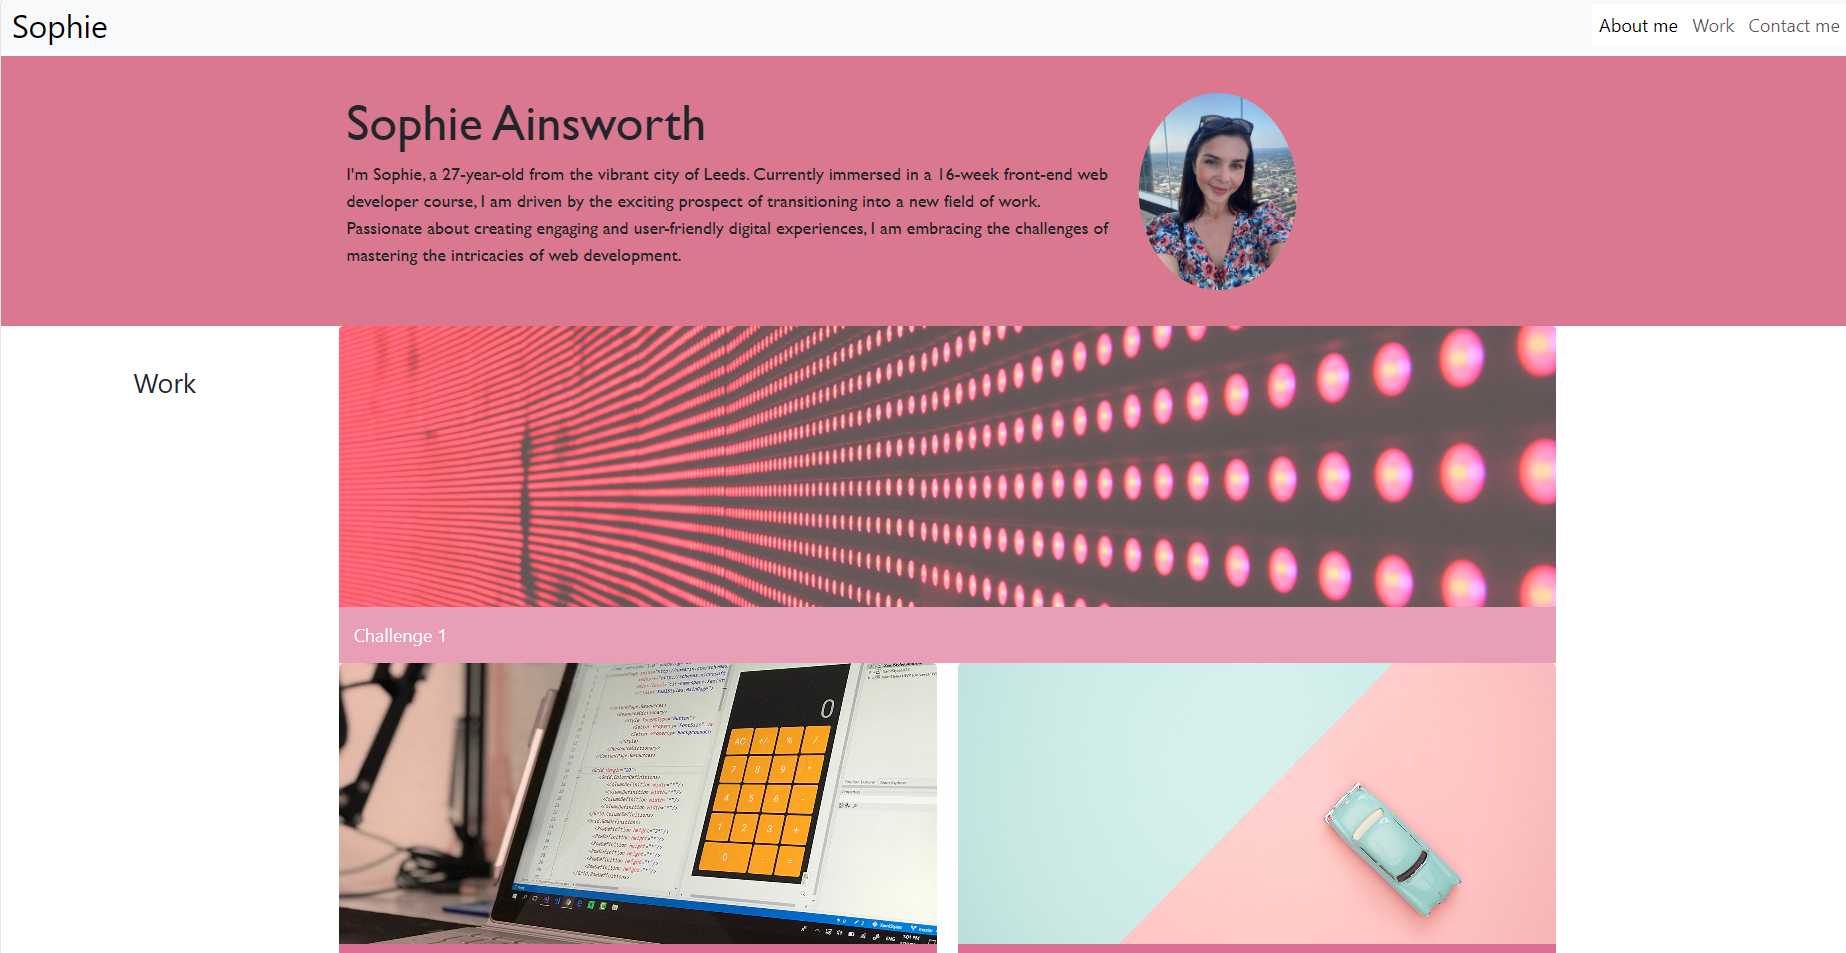 Sophie
About me Work Contact me
Sophie Ainsworth
I'm Sophie, a 27-year-old from the vibrant city of Leeds. Currently immersed in a 16-week front-end web
developer course, I am driven by the exciting prospect of transitioning into a new field of work.
Passionate about creating engaging and user-friendly digital experiences, I am embracing the challenges of
mastering the intricacies of web development.
Work
Challenge 1
0
AC +/- % /
7 8 9 *
4 5 6 -
1 2 3 +
0 . =